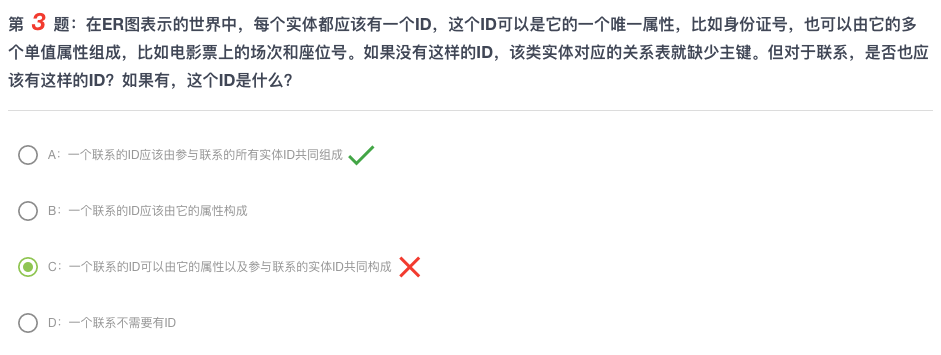 第 3 题：在ER图表示的世界中，每个实体都应该有一个ID，这个ID可以是它的一个唯一属性，比如身份证号，也可以由它的多
个单值属性组成，比如电影票上的场次和座位号。如果没有这样的ID，该类实体对应的关系表就缺少主键。但对于联系，是否也应
该有这样的ID？如果有，这个ID是什么？
A：一个联系的ID应该由参与联系的所有实体ID共同组成
B：一个联系的ID应该由它的属性构成
C：一个联系的ID可以由它的属性以及参与联系的实体ID共同构成
D：一个联系不需要有ID